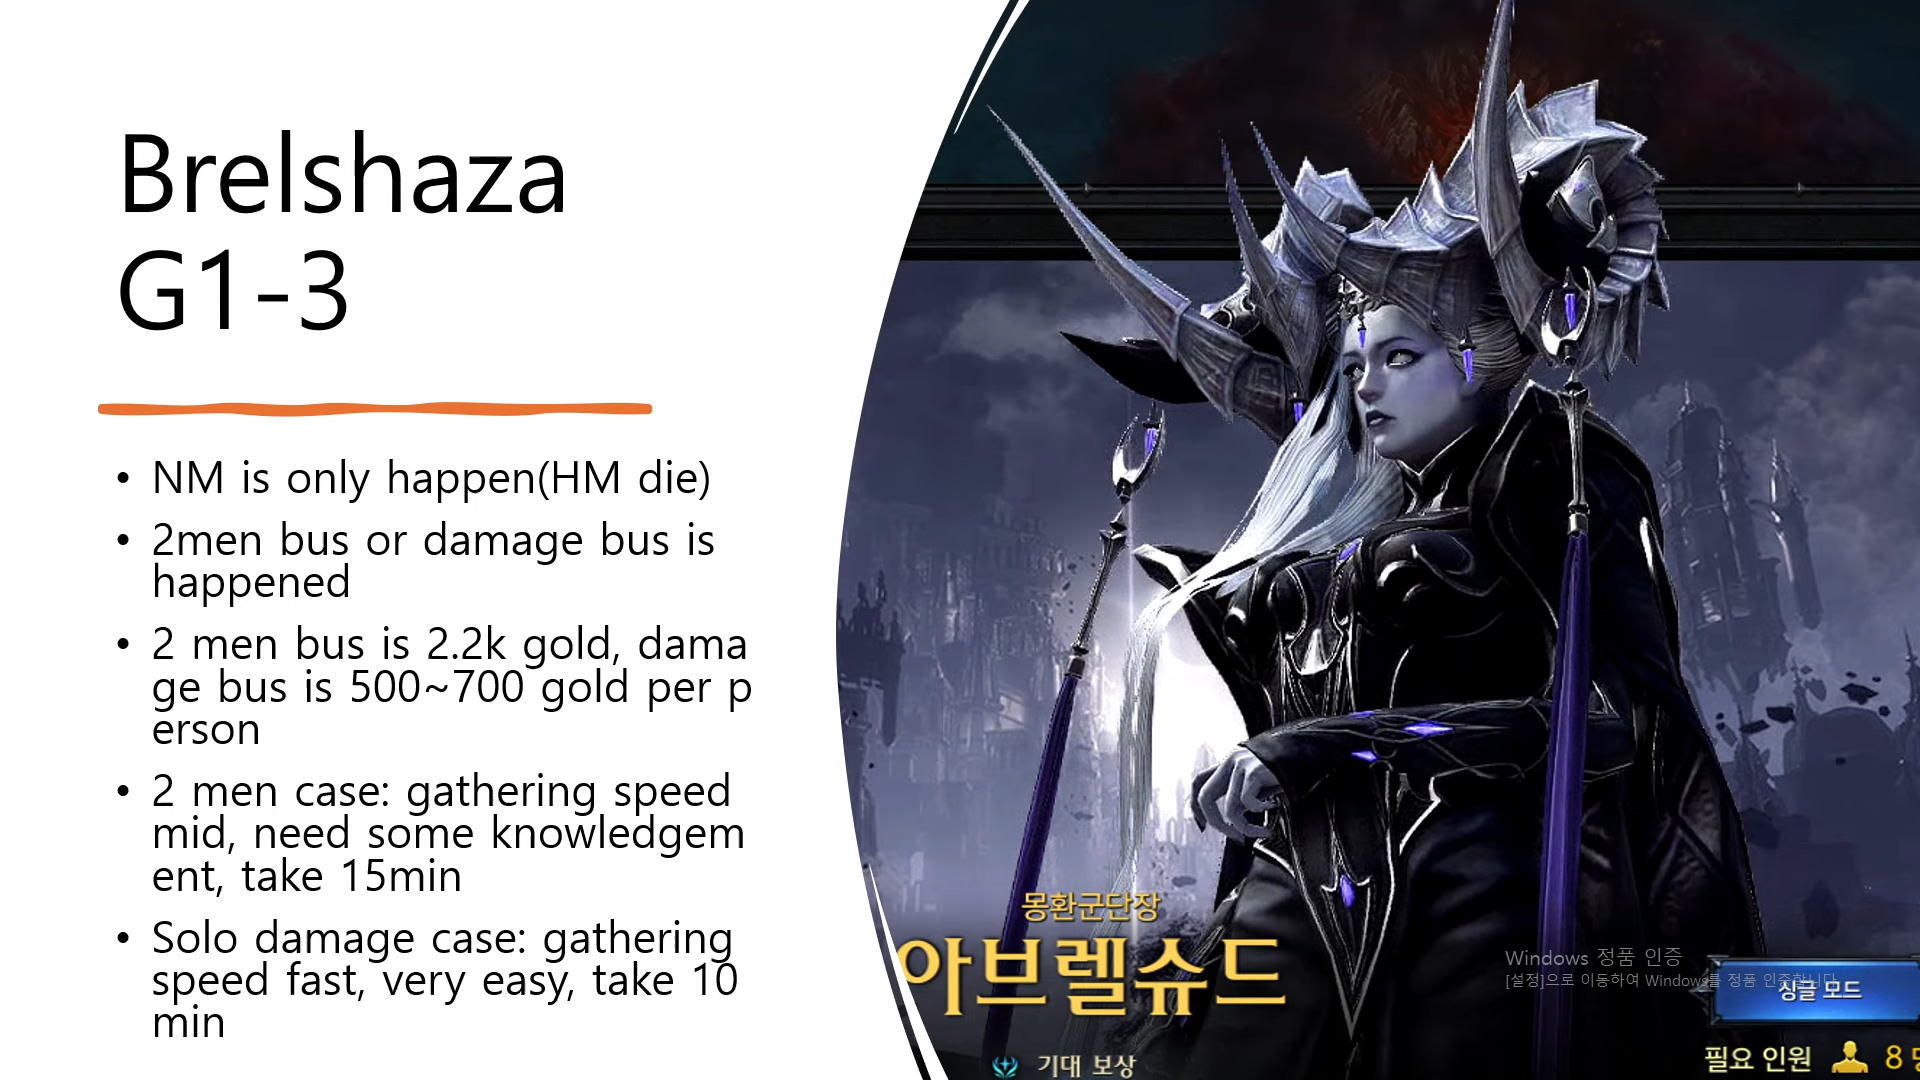 Brelshaza
G1-3
• NM is only happen(HM die)
• 2men bus or damage bus is
happened
• 2 men bus is 2.2k gold, dama
ge bus is 500~700 gold per p
erson
• 2 men case: gathering speed
mid, need some knowledgem
ent, take 15min
• Solo damage case: gathering
speed fast, very easy, take 10
min
몽환군단장
아브렐슈드
기대 보상
Windows 정품 인증
[설정]으로 이동하여 Windows를 정품 인증합니다.
싱글 모드
필요 인원 8